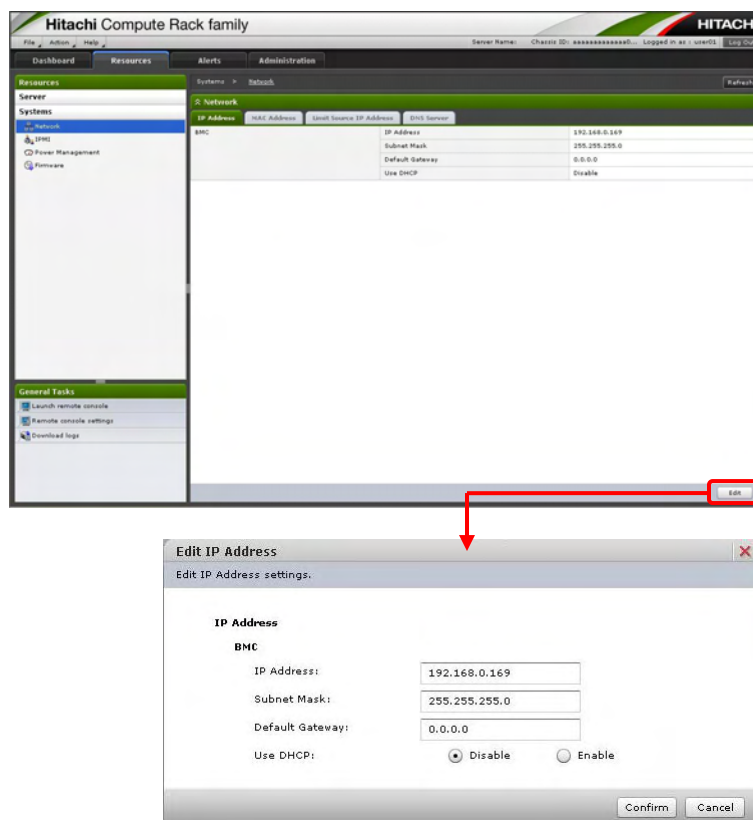 Hitachi Compute Rack family
HITACH
File Action Help
Server Name: Chassis ID: aaaaaaaaaaaaa0... Logged in as : user01 Log Ou
Dashboard Resources Alerts Administration
Resources
Systems > Network
Refresh
Server
Network
Systems
IP Address MAC Address Limit Source IP Address DNS Server
Network
IPMI
Power Management
Firmware
BMC IP Address 192.168.0.169
Subnet Mask 255.255.255.0
Default Gateway 0.0.0.0
Use DHCP Disable
General Tasks
Launch remote console
Remote console settings
Download logs
Edit
Edit IP Address
Edit IP Address settings.
IP Address
BMC
IP Address: 192.168.0.169
Subnet Mask: 255.255.255.0
Default Gateway: 0.0.0.0
Use DHCP: Disable Enable
Confirm Cancel